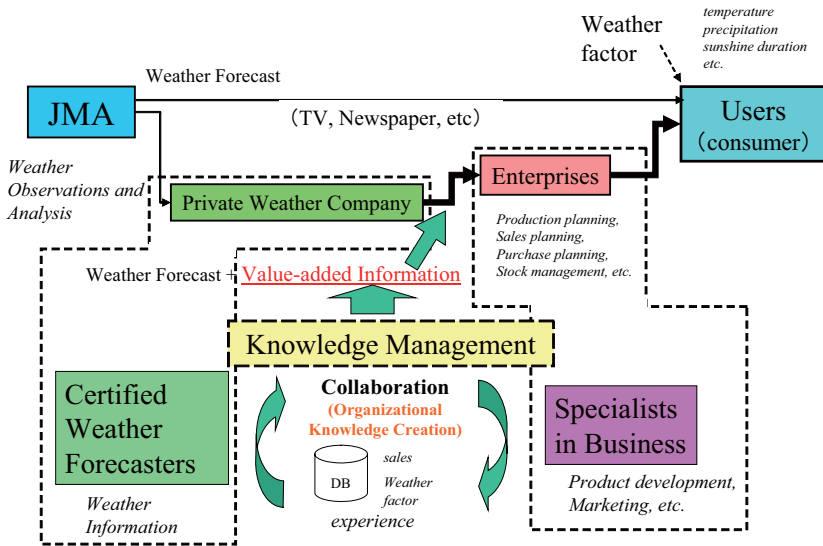 Weather
factor
temperature
precipitation
sunshine duration
etc.
Weather Forecast
JMA
（TV, Newspaper, etc）
Users
（consumer）
Weather
Observations and
Analysis
Private Weather Company
Enterprises
Production planning,
Sales planning,
Purchase planning,
Stock management, etc.
Weather Forecast + Value-added Information
Knowledge Management
Certified
Weather
Forecasters
Weather
Information
Collaboration
(Organizational
Knowledge Creation)
DB
sales
Weather
factor
experience
Specialists
in Business
Product development,
Marketing, etc.